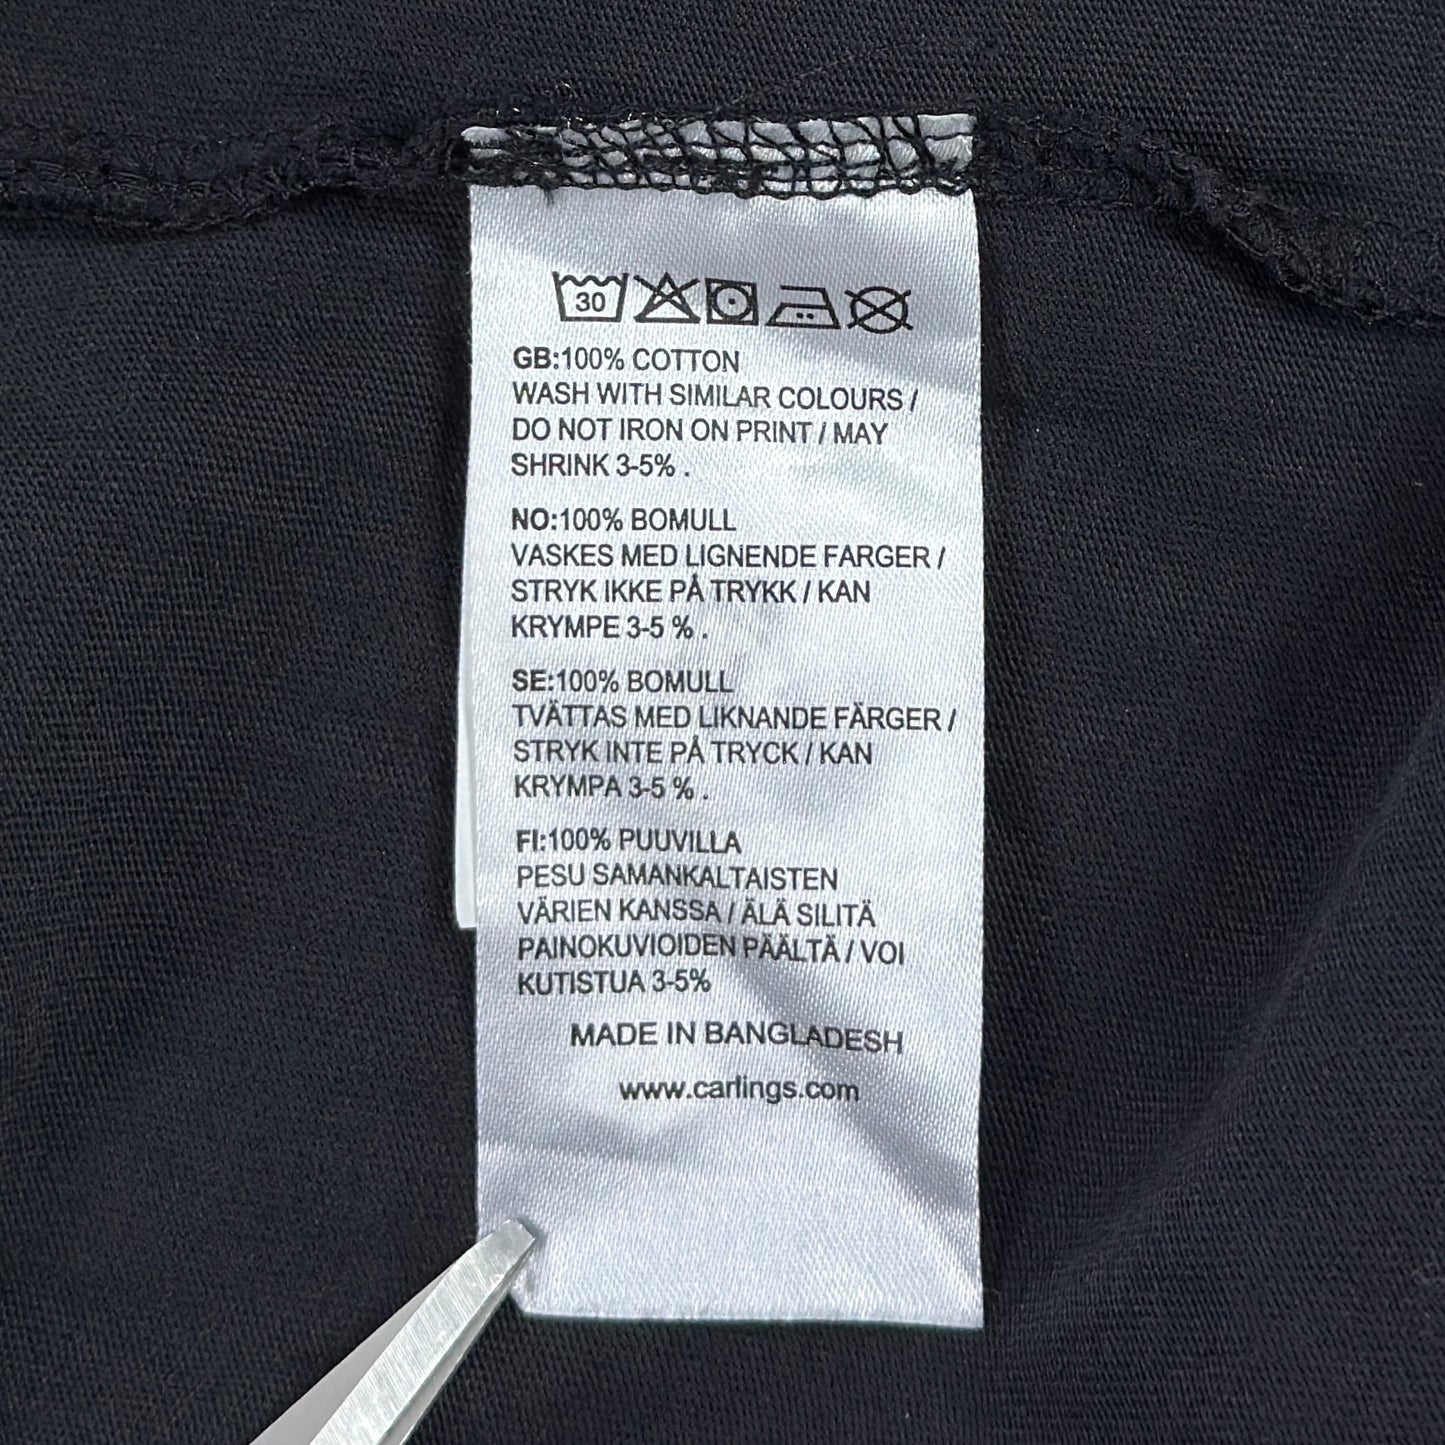 30
GB:100% COTTON
WASH WITH SIMILAR COLOURS /
DO NOT IRON ON PRINT / MAY
SHRINK 3-5% .
NO:100% BOMULL
VASKES MED LIGNENDE FARGER /
STRYK IKKE PÅ TRYKK / KAN
KRYMPE 3-5 % .
SE:100% BOMULL
TVÄTTAS MED LIKNANDE FÄRGER /
STRYK INTE PÅ TRYCK / KAN
KRYMPA 3-5 % .
FI:100% PUUVILLA
PESU SAMANKALTAISTEN
VÄRIEN KANSSA / ÄLÄ SILITÄ
PAINOKUVIOIDEN PÄÄLTÄ / VOI
KUTISTUA 3-5%
MADE IN BANGLADESH
www.carlings.com